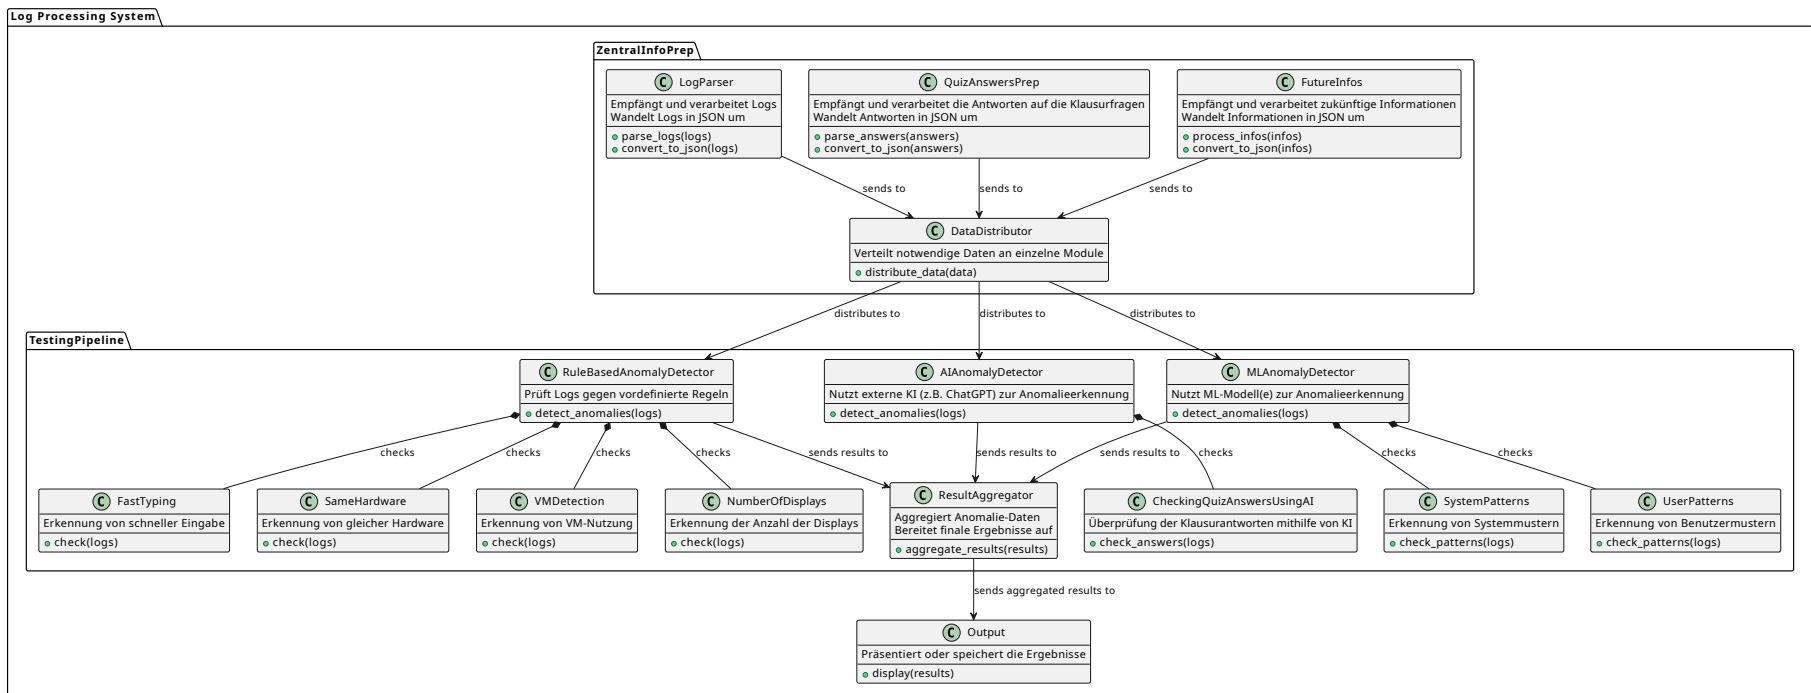 Log Processing System
ZentralInfoPrep
C LogParser
Empfängt und verarbeitet Logs
Wandelt Logs in JSON um
parse_logs(logs)
convert_to_json(logs)
C QuizAnswersPrep
Empfängt und verarbeitet die Antworten auf die Klausurfragen
Wandelt Antworten in JSON um
parse_answers(answers)
convert_to_json(answers)
C FutureInfos
Empfängt und verarbeitet zukünftige Informationen
Wandelt Informationen in JSON um
process_infos(infos)
convert_to_json(infos)
sends to
sends to
sends to
C DataDistributor
Verteilt notwendige Daten an einzelne Module
distribute_data(data)
distributes to
distributes to
distributes to
TestingPipeline
C RuleBasedAnomalyDetector
Prüft Logs gegen vordefinierte Regeln
detect_anomalies(logs)
C AIAnomalyDetector
Nutzt externe KI (z.B. ChatGPT) zur Anomalieerkennung
detect_anomalies(logs)
C MLAnomalyDetector
Nutzt ML-Modell(e) zur Anomalieerkennung
detect_anomalies(logs)
checks
checks
checks
checks
sends results to
sends results to
sends results to
checks
checks
checks
C FastTyping
Erkennung von schneller Eingabe
check(logs)
C SameHardware
Erkennung von gleicher Hardware
check(logs)
C VMDetection
Erkennung von VM-Nutzung
check(logs)
C NumberOfDisplays
Erkennung der Anzahl der Displays
check(logs)
C ResultAggregator
Aggregiert Anomalie-Daten
Bereitet finale Ergebnisse auf
aggregate_results(results)
C CheckingQuizAnswersUsingAI
Überprüfung der Klausurantworten mithilfe von KI
check_answers(logs)
C SystemPatterns
Erkennung von Systemmustern
check_patterns(logs)
C UserPatterns
Erkennung von Benutzermustern
check_patterns(logs)
sends aggregated results to
C Output
Präsentiert oder speichert die Ergebnisse
display(results)